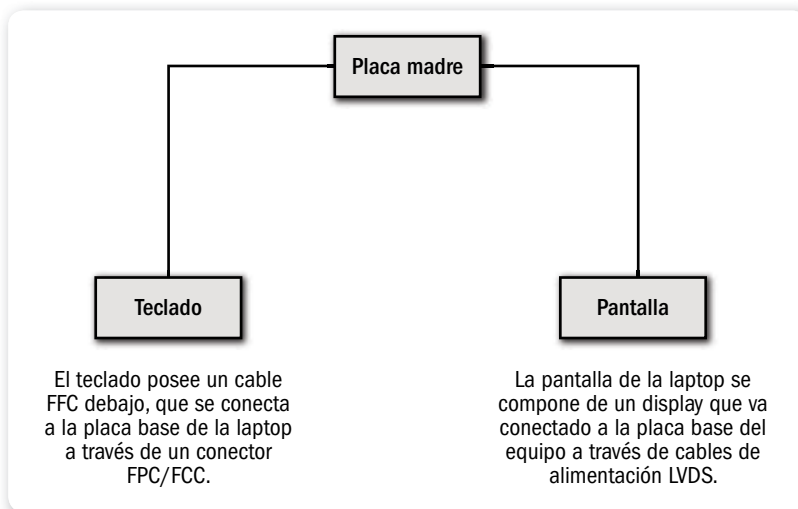 Placa madre
Teclado
Pantalla
El teclado posee un cable
FFC debajo, que se conecta
a la placa base de la laptop
a través de un conector
FPC/FCC.
La pantalla de la laptop se
compone de un display que va
conectado a la placa base del
equipo a través de cables de
alimentación LVDS.